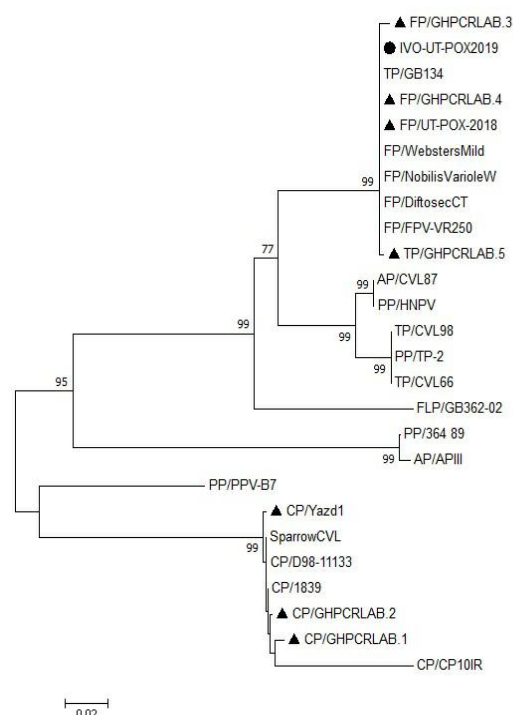 FP/GHPCRLAB.3
IVO-UT-POX2019
TP/GB134
FP/GHPCRLAB.4
FP/UT-POX-2018
FP/WebstersMild
FP/NobilisVarioleW
99
FP/DiftosecCT
FP/FPV-VR250
77
TP/GHPCRLAB.5
AP/CVL87
99
PP/HNPV
99
TP/CVL98
99
PP/TP-2
99
TP/CVL66
FLP/GB362-02
95
PP/364 89
99
AP/APIII
PP/PPV-B7
CP/Yazd1
SparrowCVL
99
CP/D98-11133
CP/1839
CP/GHPCRLAB.2
CP/GHPCRLAB.1
CP/CP10IR
0.02